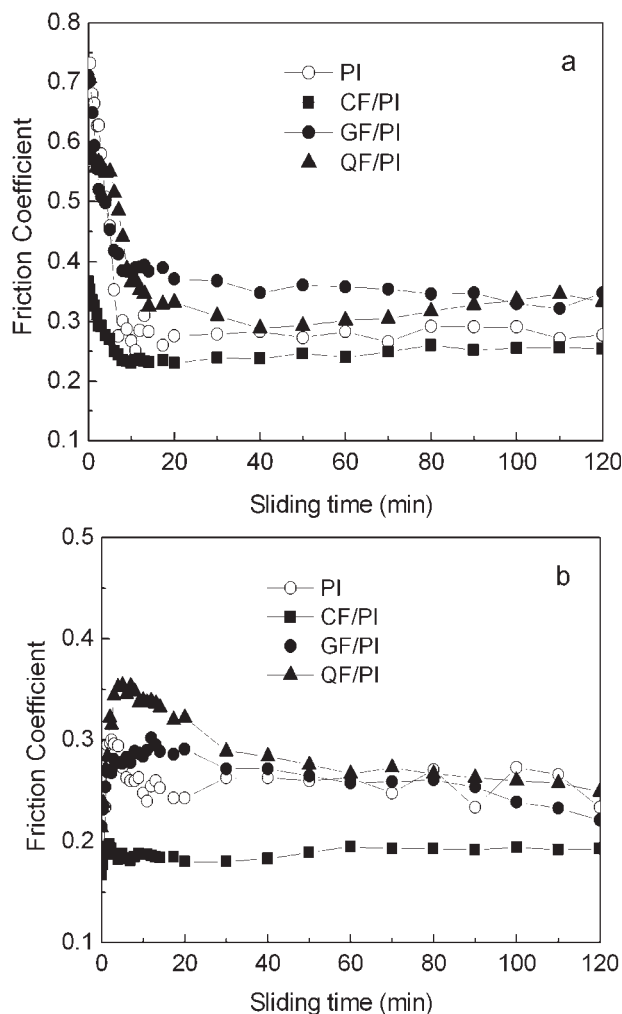 0.8
0.7
0.6
0.5
0.4
0.3
0.2
0.1
Friction Coefficient
a
PI
CF/PI
GF/PI
QF/PI
0 20 40 60 80 100 120
Sliding time (min)
0.5
0.4
0.3
0.2
0.1
Friction Coefficient
b
PI
CF/PI
GF/PI
QF/PI
0 20 40 60 80 100 120
Sliding time (min)